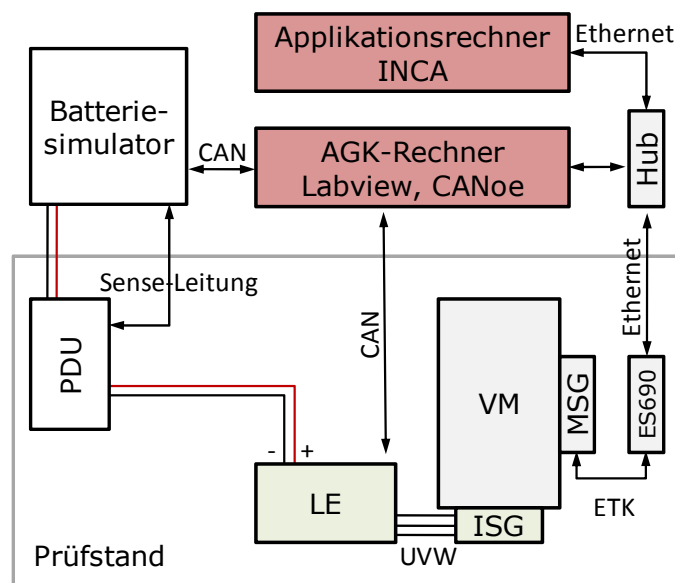 Applikationsrechner
INCA
Ethernet
Batterie-
simulator
CAN
AGK-Rechner
Labview, CANoe
Hub
Sense-Leitung
Ethernet
PDU
CAN
VM
MSG
ES690
- +
LE
ETK
ISG
UVW
Prüfstand